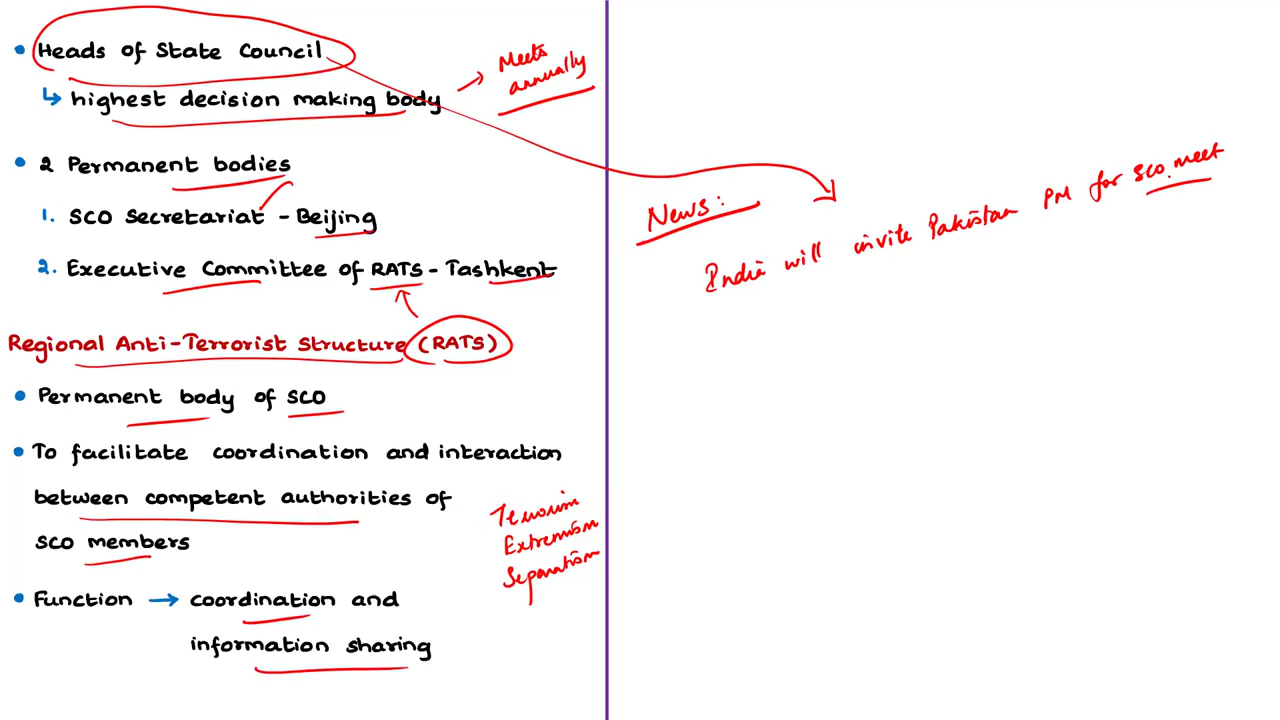 Heads of State Council
↳ highest decision making body
→ Meets
annually
2 Permanent bodies
1. SCO Secretariat - Beijing
2. Executive Committee of RATS - Tashkent
Regional Anti-Terrorist Structure (RATS)
Permanent body of SCO
To facilitate coordination and interaction
between competent authorities of
SCO members
Terrorism
Extremism
Separatism
Function → coordination and
information sharing
News:
India will invite Pakistan PM for SCO meet